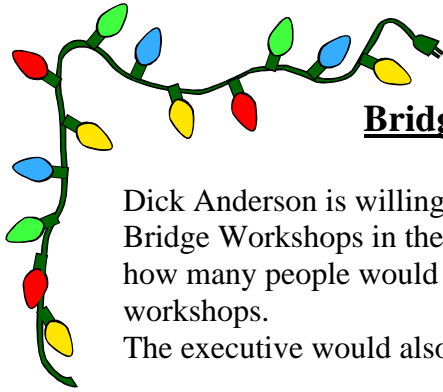 Bridg
Dick Anderson is willing
Bridge Workshops in the
how many people would
workshops.
The executive would also